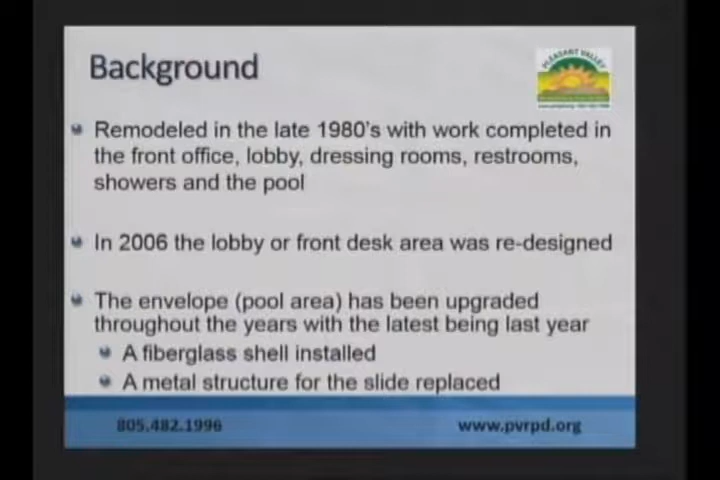 Background
PLEASANT VALLEY
Remodeled in the late 1980's with work completed in
the front office, lobby, dressing rooms, restrooms,
showers and the pool
In 2006 the lobby or front desk area was re-designed
The envelope (pool area) has been upgraded
throughout the years with the latest being last year
A fiberglass shell installed
A metal structure for the slide replaced
805.482.1996
www.pvrpd.org